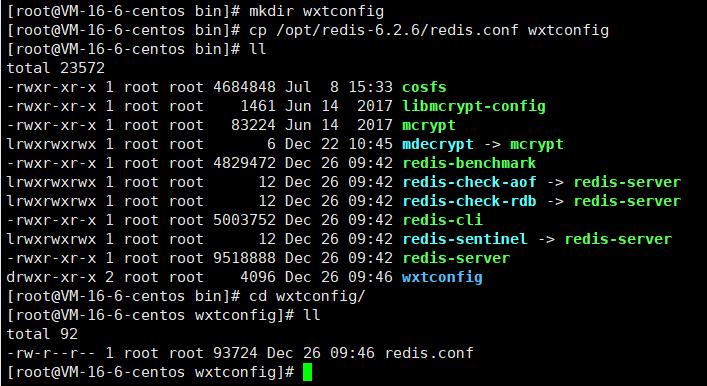 [root@VM-16-6-centos bin]# mkdir wxtconfig
[root@VM-16-6-centos bin]# cp /opt/redis-6.2.6/redis.conf wxtconfig
[root@VM-16-6-centos bin]# ll
total 23572
-rwxr-xr-x 1 root root 4684848 Jul  8 15:33 cosfs
-rwxr-xr-x 1 root root    1461 Jun 14  2017 libmcrypt-config
-rwxr-xr-x 1 root root   83224 Jun 14  2017 mcrypt
lrwxrwxrwx 1 root root       6 Dec 22 10:45 mdecrypt -> mcrypt
-rwxr-xr-x 1 root root 4829472 Dec 26 09:42 redis-benchmark
lrwxrwxrwx 1 root root      12 Dec 26 09:42 redis-check-aof -> redis-server
lrwxrwxrwx 1 root root      12 Dec 26 09:42 redis-check-rdb -> redis-server
-rwxr-xr-x 1 root root 5003752 Dec 26 09:42 redis-cli
lrwxrwxrwx 1 root root      12 Dec 26 09:42 redis-sentinel -> redis-server
-rwxr-xr-x 1 root root 9518888 Dec 26 09:42 redis-server
drwxr-xr-x 2 root root    4096 Dec 26 09:46 wxtconfig
[root@VM-16-6-centos bin]# cd wxtconfig/
[root@VM-16-6-centos wxtconfig]# ll
total 92
-rw-r--r-- 1 root root 93724 Dec 26 09:46 redis.conf
[root@VM-16-6-centos wxtconfig]#